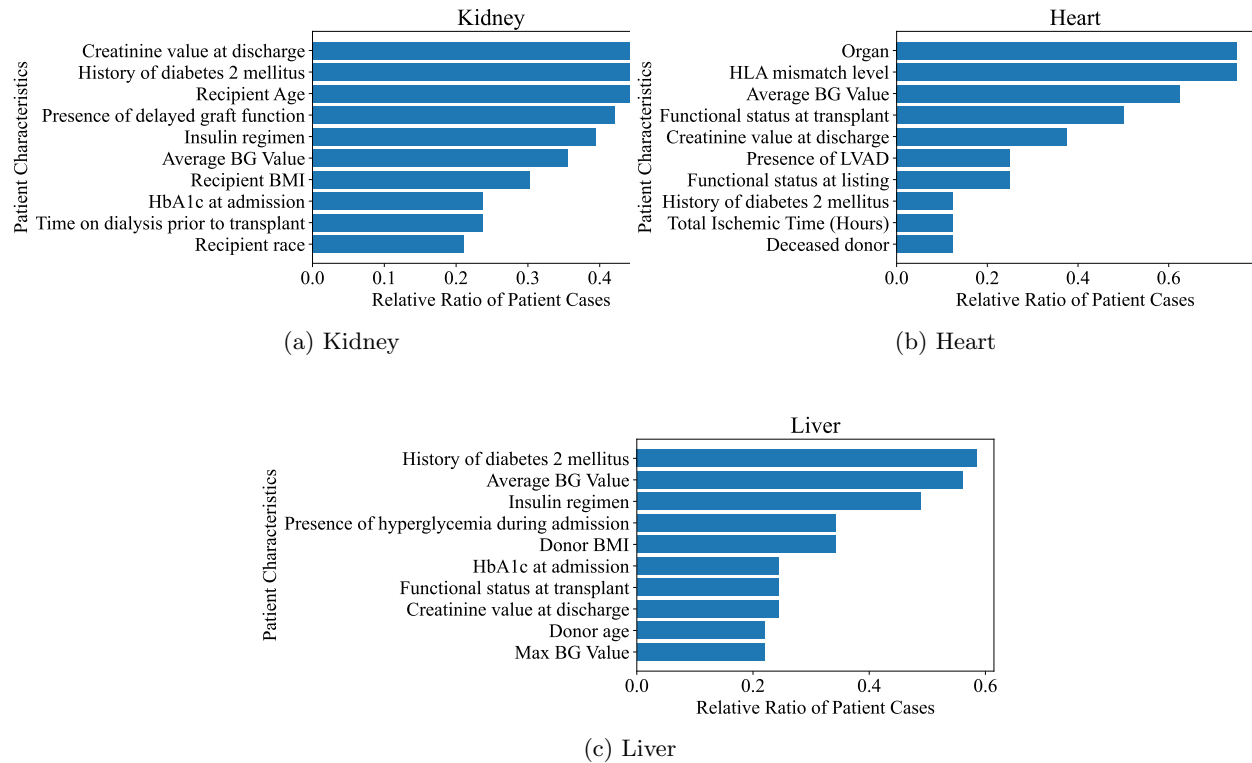 Kidney
Patient Characteristics
Creatinine value at discharge
History of diabetes 2 mellitus
Recipient Age
Presence of delayed graft function
Insulin regimen
Average BG Value
Recipient BMI
HbA1c at admission
Time on dialysis prior to transplant
Recipient race
0.0 0.1 0.2 0.3 0.4
Relative Ratio of Patient Cases
(a) Kidney
Heart
Patient Characteristics
Organ
HLA mismatch level
Average BG Value
Functional status at transplant
Creatinine value at discharge
Presence of LVAD
Functional status at listing
History of diabetes 2 mellitus
Total Ischemic Time (Hours)
Deceased donor
0.0 0.2 0.4 0.6
Relative Ratio of Patient Cases
(b) Heart
Liver
Patient Characteristics
History of diabetes 2 mellitus
Average BG Value
Insulin regimen
Presence of hyperglycemia during admission
Donor BMI
HbA1c at admission
Functional status at transplant
Creatinine value at discharge
Donor age
Max BG Value
0.0 0.2 0.4 0.6
Relative Ratio of Patient Cases
(c) Liver